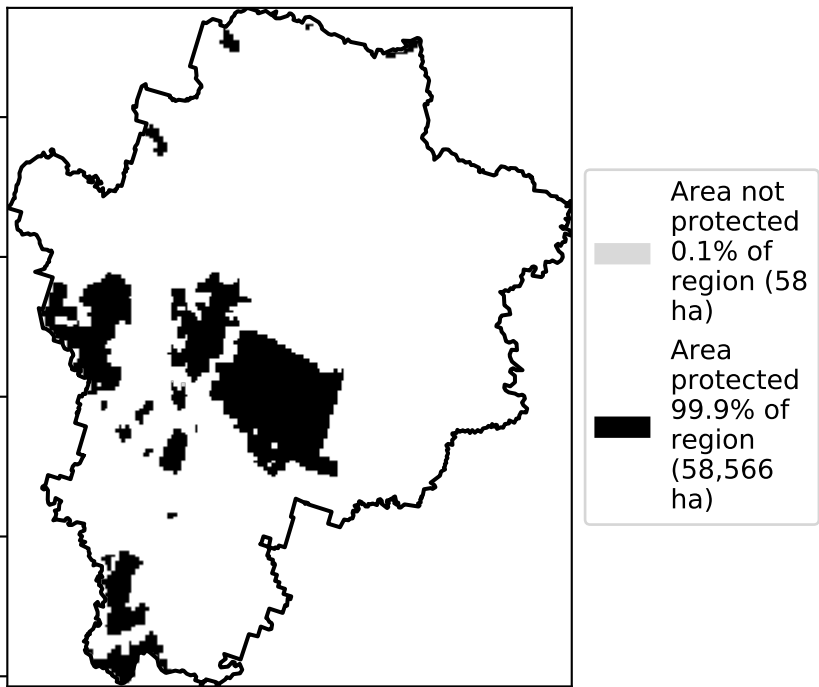 Area not
protected
0.1% of
region (58
ha)
Area
protected
99.9% of
region
(58,566
ha)